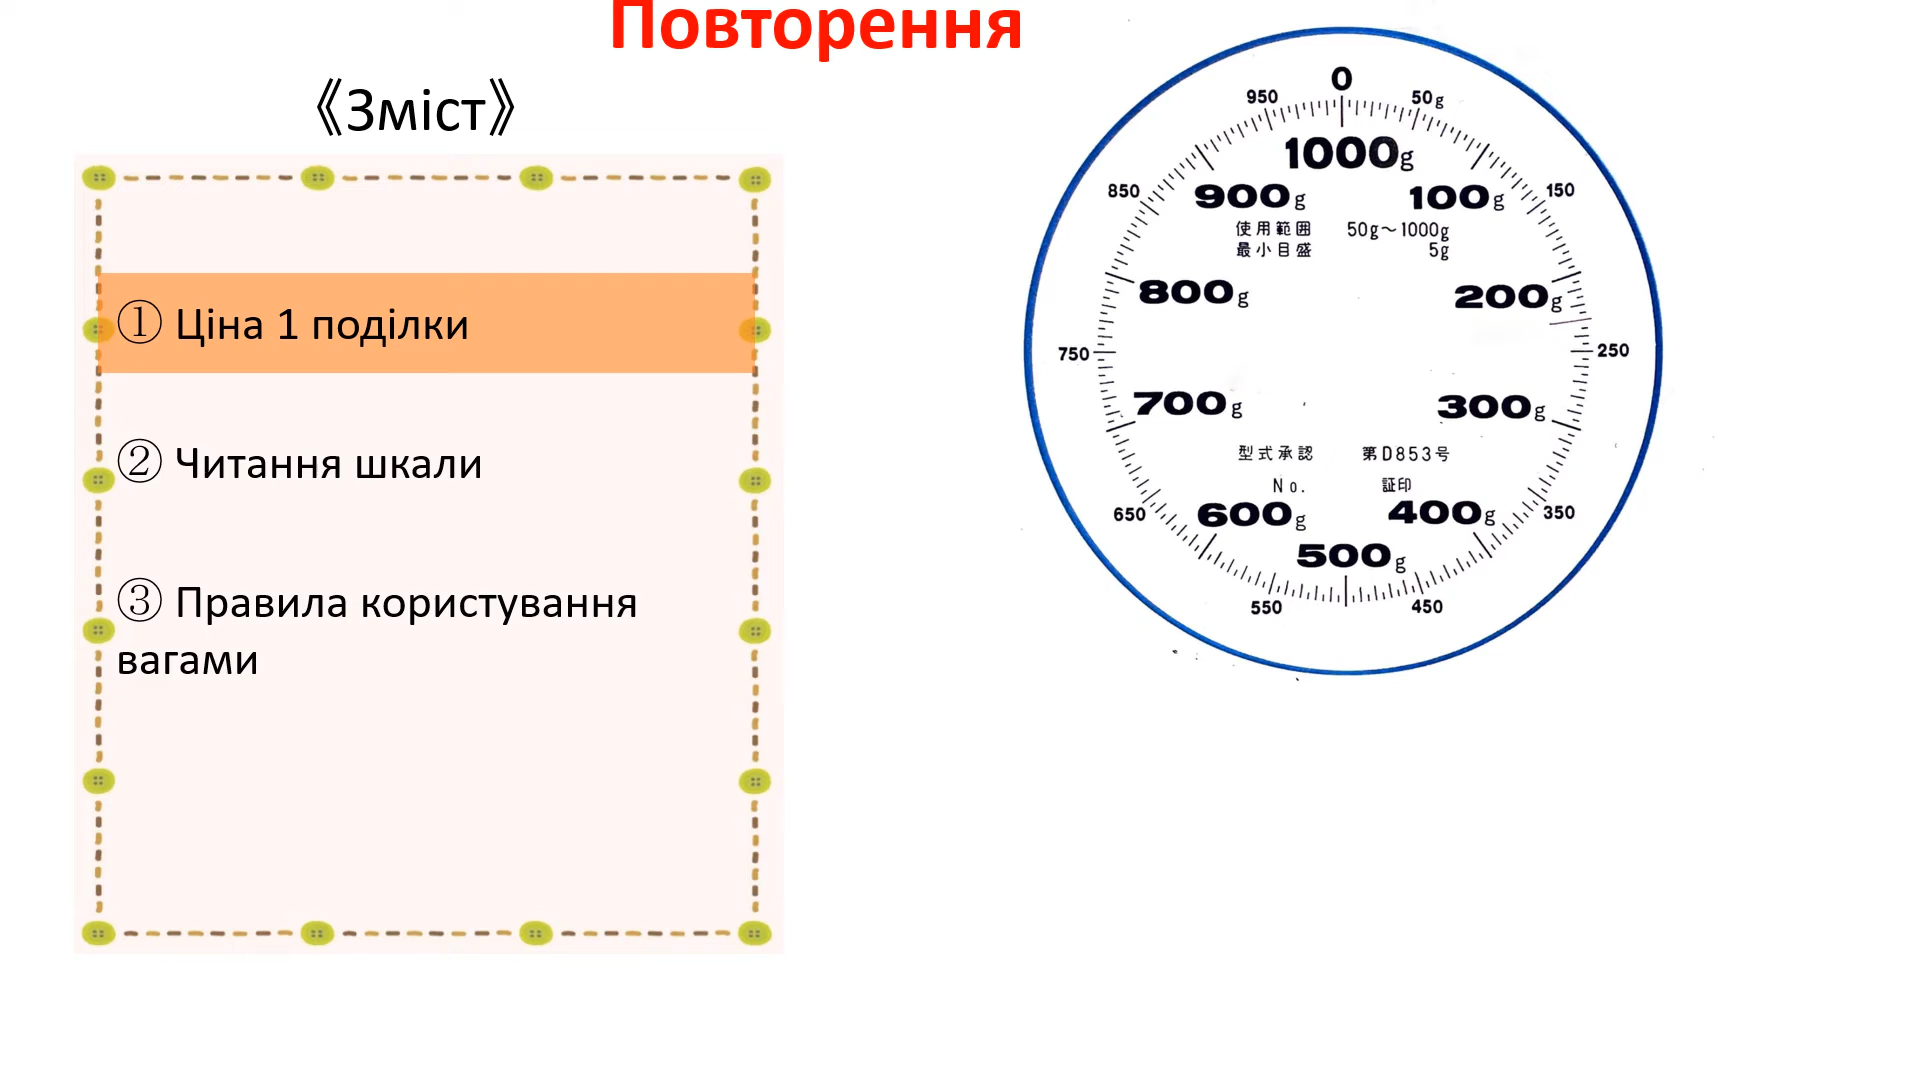 Повторення
《Зміст》
① Ціна 1 поділки
② Читання шкали
③ Правила користування
вагами
0
950
50g
1000g
850
900g
100g
150
使用範囲 50g～1000g
最小目盛 5g
800g
200g
750
250
700g
300g
型式承認 第D853号
No. 証印
650
600g
400g
350
500g
550
450